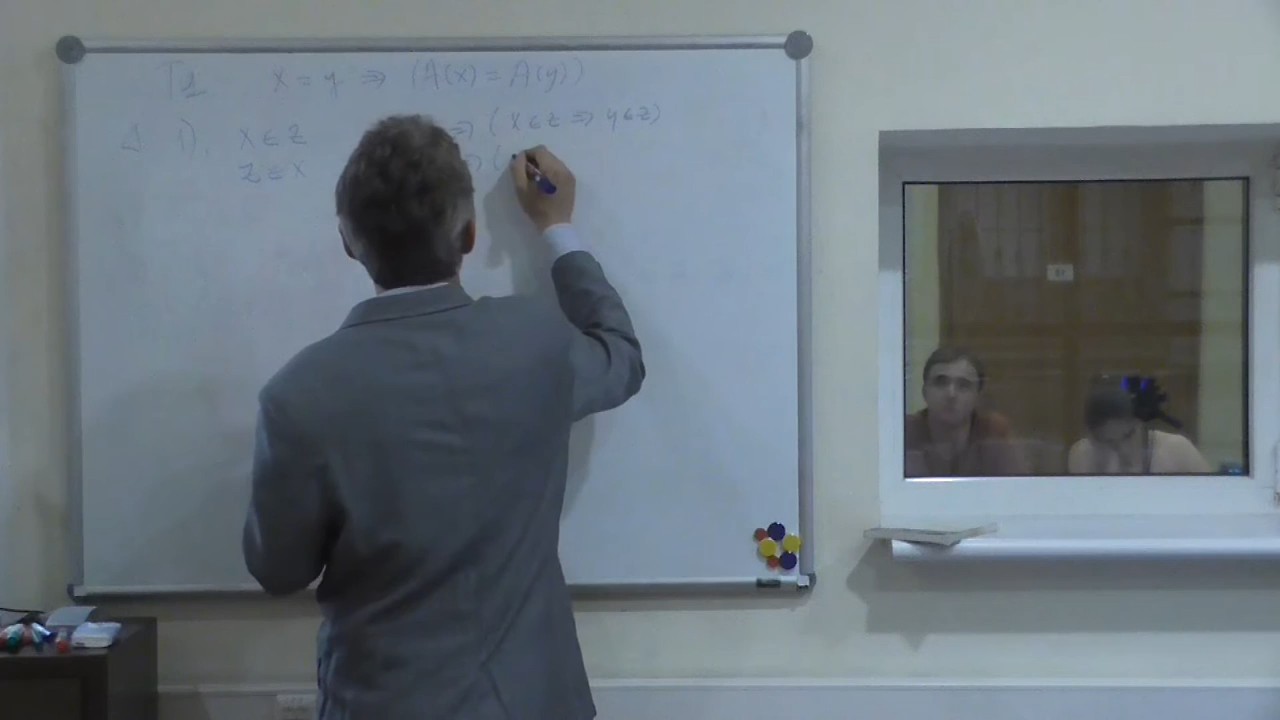 T2 x = y ⇒ (A(x) = A(y))
Δ 1). x ∈ z ⇒ (x ∈ z ⇒ y ∈ z)
z ∈ x ⇒ (